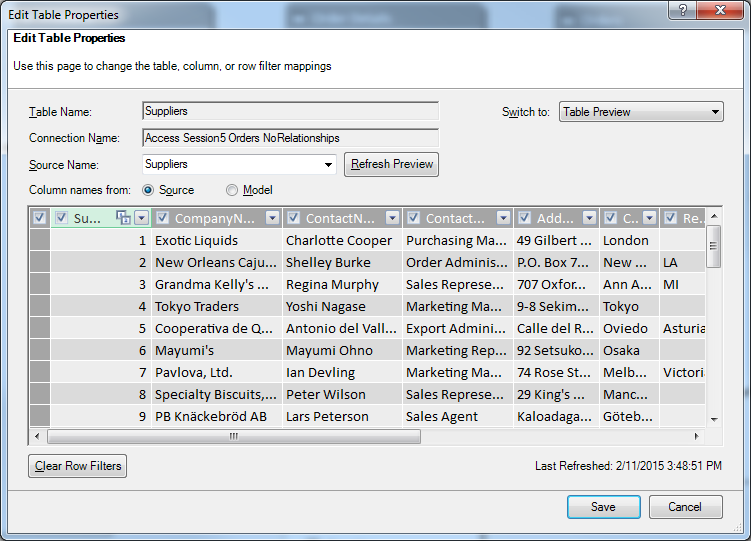 Edit Table Properties
Edit Table Properties
Use this page to change the table, column, or row filter mappings
Table Name: Suppliers Switch to: Table Preview
Connection Name: Access Session5 Orders NoRelationships
Source Name: Suppliers Refresh Preview
Column names from: Source Model
Su... CompanyN... ContactN... Contact... Add... C... Re...
1 Exotic Liquids Charlotte Cooper Purchasing Ma... 49 Gilbert ... London
2 New Orleans Caju... Shelley Burke Order Adminis... P.O. Box 7... New ... LA
3 Grandma Kelly's ... Regina Murphy Sales Represe... 707 Oxfor... Ann A... MI
4 Tokyo Traders Yoshi Nagase Marketing Ma... 9-8 Sekim... Tokyo
5 Cooperativa de Q... Antonio del Vall... Export Admini... Calle del R... Oviedo Asturia
6 Mayumi's Mayumi Ohno Marketing Rep... 92 Setsuko... Osaka
7 Pavlova, Ltd. Ian Devling Marketing Ma... 74 Rose St... Melb... Victori
8 Specialty Biscuits,... Peter Wilson Sales Represe... 29 King's ... Manc...
9 PB Knäckebröd AB Lars Peterson Sales Agent Kaloadaga... Göteb...
Clear Row Filters Last Refreshed: 2/11/2015 3:48:51 PM
Save Cancel